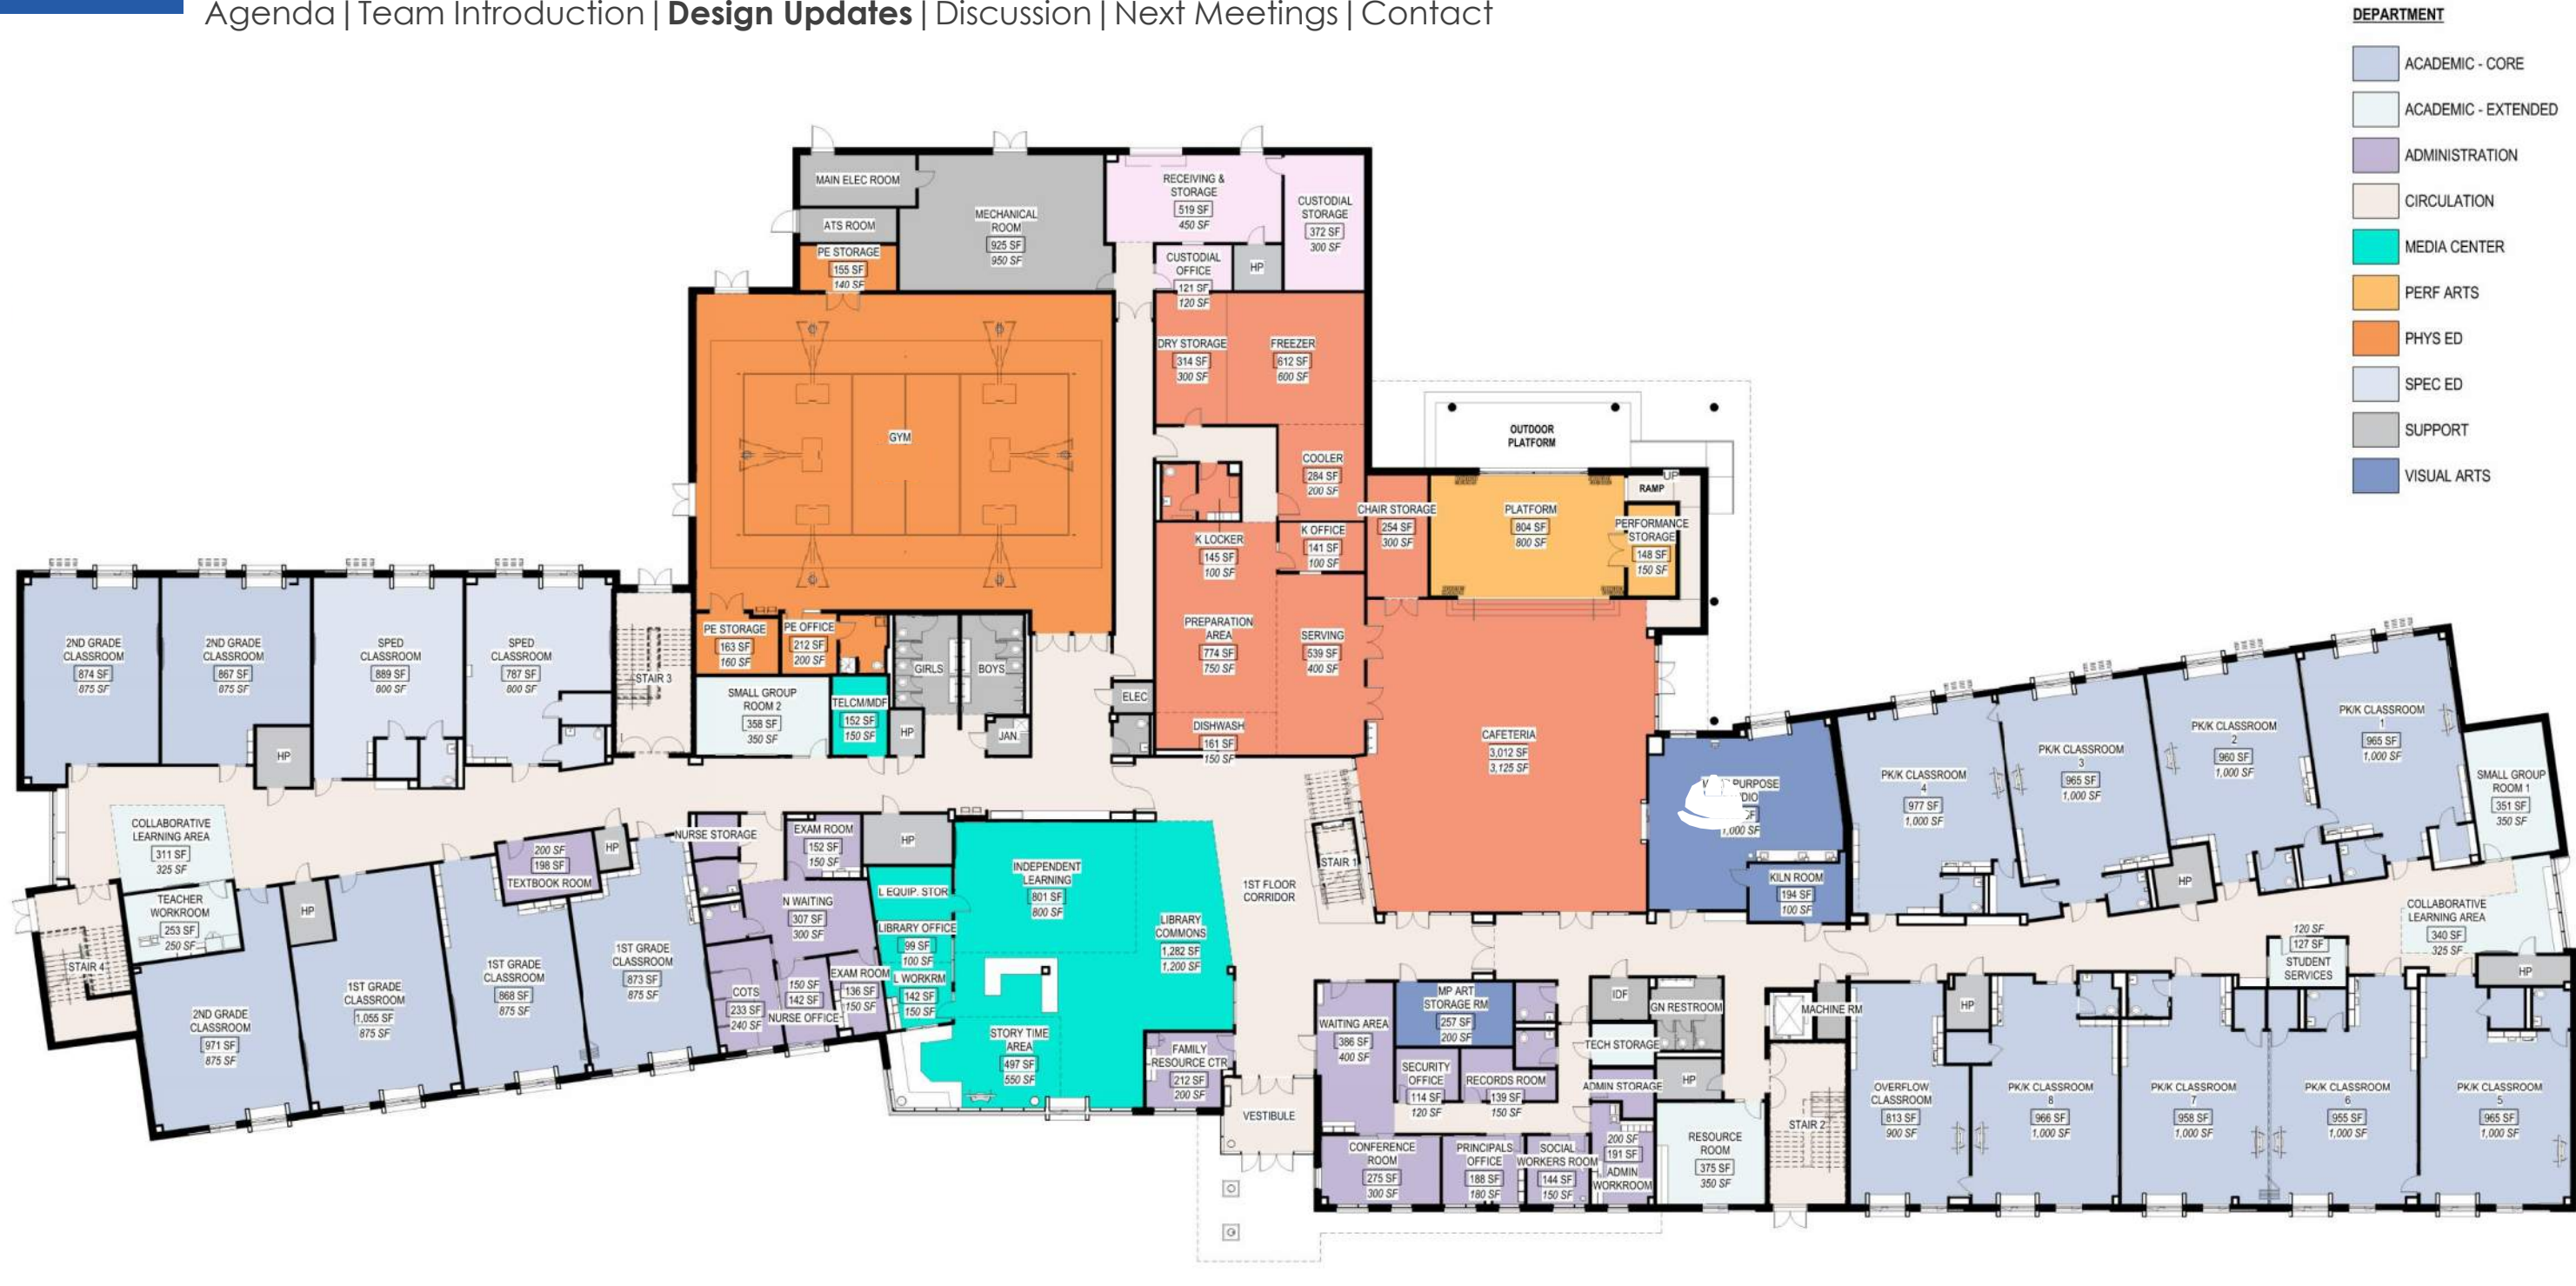 Agenda|Team Introduction|Design Updates|Discussion|Next Meetings|Contact
DEPARTMENT
ACADEMIC - CORE
ACADEMIC - EXTENDED
ADMINISTRATION
CIRCULATION
MEDIA CENTER
PERF ARTS
PHYS ED
SPEC ED
SUPPORT
VISUAL ARTS
MAIN ELEC ROOM
ATS ROOM
PE STORAGE
155 SF
140 SF
MECHANICAL
ROOM
925 SF
950 SF
RECEIVING &
STORAGE
519 SF
450 SF
CUSTODIAL
STORAGE
372 SF
300 SF
CUSTODIAL
OFFICE
121 SF
120 SF
HP
DRY STORAGE
314 SF
300 SF
FREEZER
612 SF
600 SF
GYM
COOLER
284 SF
200 SF
OUTDOOR
PLATFORM
CHAIR STORAGE
254 SF
300 SF
PLATFORM
804 SF
800 SF
UP
RAMP
PERFORMANCE
STORAGE
148 SF
150 SF
K LOCKER
145 SF
100 SF
K OFFICE
141 SF
100 SF
PREPARATION
AREA
774 SF
750 SF
SERVING
539 SF
400 SF
DISHWASH
161 SF
150 SF
CAFETERIA
3,012 SF
3,125 SF
2ND GRADE
CLASSROOM
874 SF
875 SF
2ND GRADE
CLASSROOM
867 SF
875 SF
HP
SPED
CLASSROOM
889 SF
800 SF
SPED
CLASSROOM
787 SF
800 SF
STAIR 3
PE STORAGE
163 SF
160 SF
PE OFFICE
212 SF
200 SF
GIRLS
BOYS
SMALL GROUP
ROOM 2
358 SF
350 SF
TELCM/MDF
152 SF
150 SF
HP
JAN.
ELEC
PURPOSE
1,000 SF
KILN ROOM
194 SF
100 SF
PK/K CLASSROOM
4
977 SF
1,000 SF
PK/K CLASSROOM
3
965 SF
1,000 SF
PK/K CLASSROOM
2
960 SF
1,000 SF
PK/K CLASSROOM
1
965 SF
1,000 SF
HP
SMALL GROUP
ROOM 1
351 SF
350 SF
COLLABORATIVE
LEARNING AREA
311 SF
325 SF
TEACHER
WORKROOM
253 SF
250 SF
STAIR 4
HP
200 SF
198 SF
TEXTBOOK ROOM
HP
2ND GRADE
CLASSROOM
971 SF
875 SF
1ST GRADE
CLASSROOM
1,055 SF
875 SF
1ST GRADE
CLASSROOM
868 SF
875 SF
1ST GRADE
CLASSROOM
873 SF
875 SF
NURSE STORAGE
EXAM ROOM
152 SF
150 SF
HP
N WAITING
307 SF
300 SF
COTS
233 SF
240 SF
150 SF
142 SF
NURSE OFFICE
EXAM ROOM
136 SF
150 SF
L EQUIP. STOR
LIBRARY OFFICE
99 SF
100 SF
L WORKRM
142 SF
150 SF
INDEPENDENT
LEARNING
801 SF
800 SF
LIBRARY
COMMONS
1,282 SF
1,200 SF
STORY TIME
AREA
497 SF
550 SF
FAMILY
RESOURCE CTR
212 SF
200 SF
1ST FLOOR
CORRIDOR
STAIR 1
VESTIBULE
WAITING AREA
386 SF
400 SF
MP ART
STORAGE RM
257 SF
200 SF
SECURITY
OFFICE
114 SF
120 SF
RECORDS ROOM
139 SF
150 SF
CONFERENCE
ROOM
275 SF
300 SF
PRINCIPALS
OFFICE
188 SF
180 SF
SOCIAL
WORKERS ROOM
144 SF
150 SF
IDF
GN RESTROOM
TECH STORAGE
HP
ADMIN STORAGE
200 SF
191 SF
ADMIN
WORKROOM
RESOURCE
ROOM
375 SF
350 SF
MACHINE RM
STAIR 2
HP
OVERFLOW
CLASSROOM
813 SF
900 SF
PK/K CLASSROOM
8
966 SF
1,000 SF
PK/K CLASSROOM
7
958 SF
1,000 SF
PK/K CLASSROOM
6
955 SF
1,000 SF
PK/K CLASSROOM
5
965 SF
1,000 SF
120 SF
127 SF
STUDENT
SERVICES
COLLABORATIVE
LEARNING AREA
340 SF
325 SF
HP